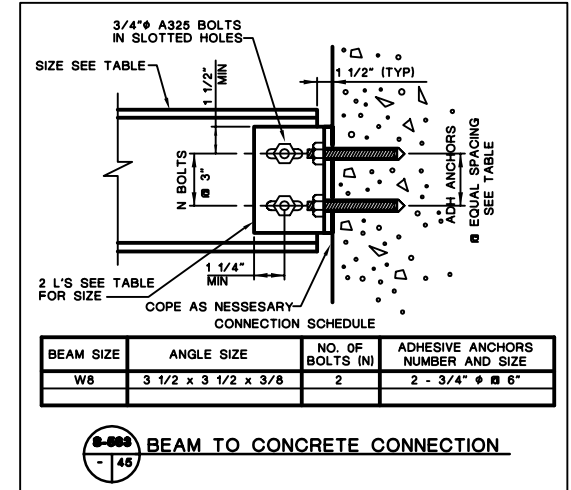 3/4"ϕ A325 BOLTS
IN SLOTTED HOLES
SIZE SEE TABLE
1 1/2"
MIN
1 1/2" (TYP)
N BOLTS
@ 3"
ADH ANCHORS
@ EQUAL SPACING
SEE TABLE
1 1/4"
MIN
2 L'S SEE TABLE
FOR SIZE
COPE AS NESSESARY
CONNECTION SCHEDULE
BEAM SIZE
ANGLE SIZE
NO. OF
BOLTS (N)
ADHESIVE ANCHORS
NUMBER AND SIZE
W8
3 1/2 x 3 1/2 x 3/8
2
2 - 3/4" ϕ @ 6"
S-503
- 45
BEAM TO CONCRETE CONNECTION